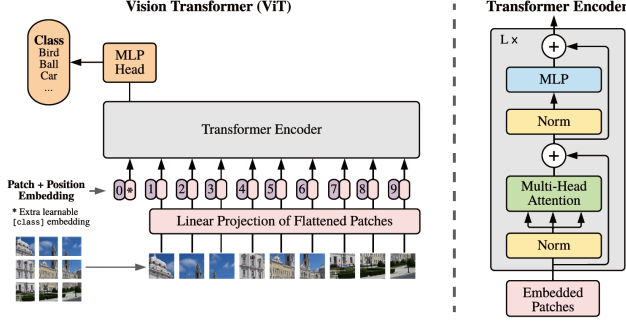 Vision Transformer (ViT)
Class
Bird
Ball
Car
...
MLP
Head
Transformer Encoder
Patch + Position
Embedding
0 * 1 2 3 4 5 6 7 8 9
* Extra learnable
[class] embedding
Linear Projection of Flattened Patches
Transformer Encoder
L x
+
MLP
Norm
+
Multi-Head
Attention
Norm
Embedded
Patches